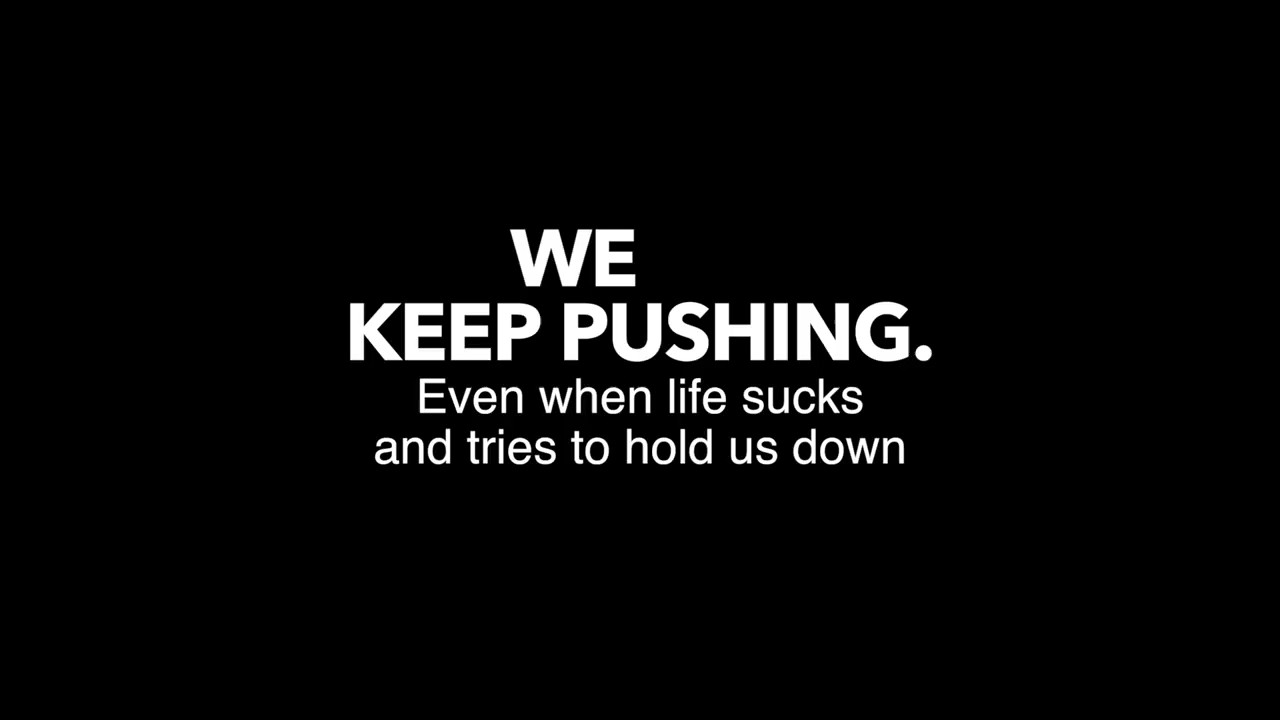 WE
KEEP PUSHING.
Even when life sucks
and tries to hold us down